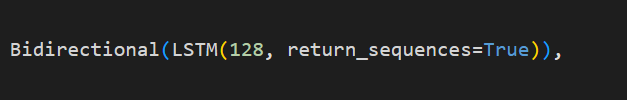 Bidirectional(LSTM(128, return_sequences=True)),